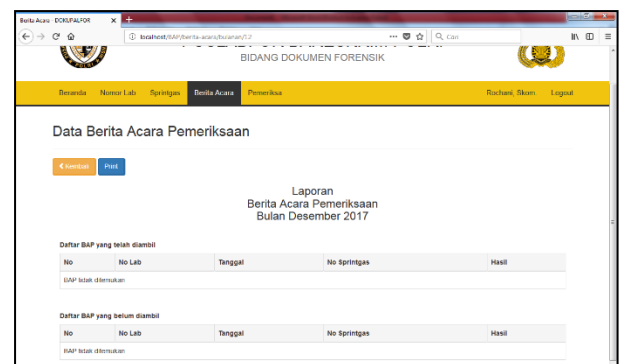 Berita Acara - DOKUPALFOR
localhost/BAP/berita-acara/bulanan/12
Cari
BIDANG DOKUMEN FORENSIK
Beranda Nomor Lab Sprintgas Berita Acara Pemeriksa Rochani, Skom Logout
Data Berita Acara Pemeriksaan
Kembali Print
Laporan
Berita Acara Pemeriksaan
Bulan Desember 2017
Daftar BAP yang telah diambil
No No Lab Tanggal No Sprintgas Hasil
BAP tidak ditemukan
Daftar BAP yang belum diambil
No No Lab Tanggal No Sprintgas Hasil
BAP tidak ditemukan